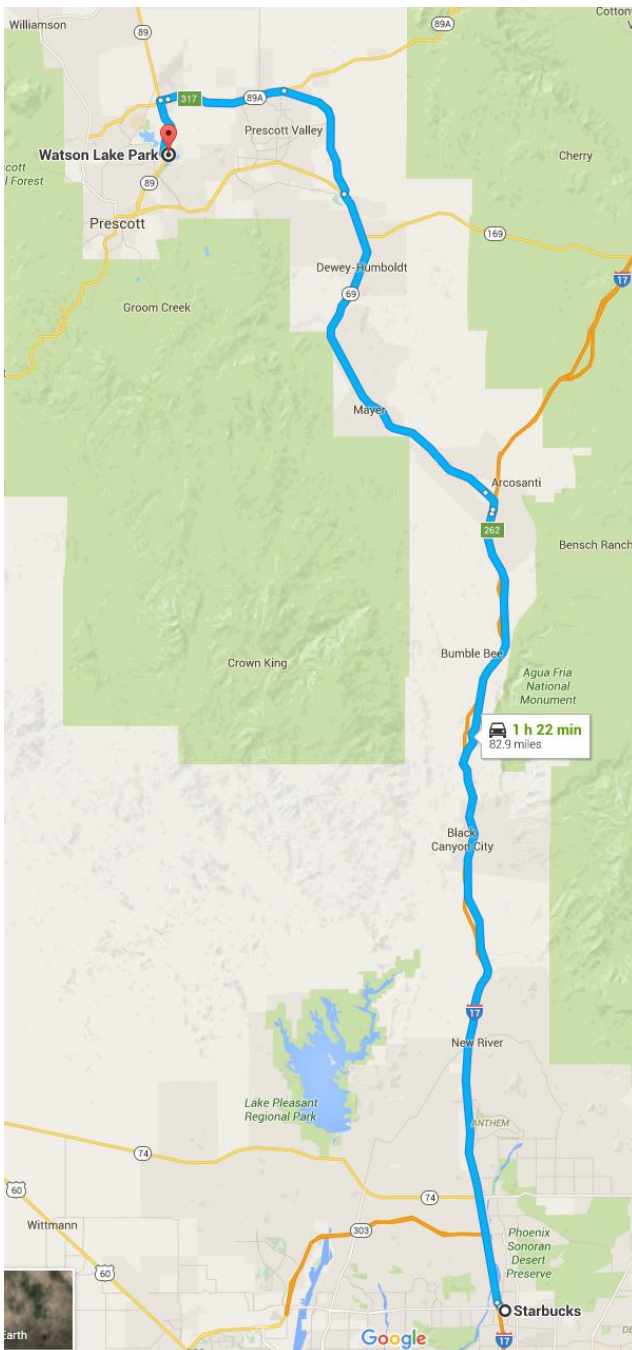 Williamson
89
89A
Cottonw
317
89A
Prescott Valley
Watson Lake Park
Cherry
scott
l Forest
89
Prescott
169
Dewey-Humboldt
17
69
Groom Creek
Mayer
Arcosanti
262
Bensch Ranch
Bumble Bee
Crown King
Agua Fria
National
Monument
1 h 22 min
82.9 miles
Black
Canyon City
17
New River
Lake Pleasant
Regional Park
ANTHEM
74
60
74
Wittmann
303
Phoenix
Sonoran
Desert
Preserve
60
Starbucks
Earth
Google
17